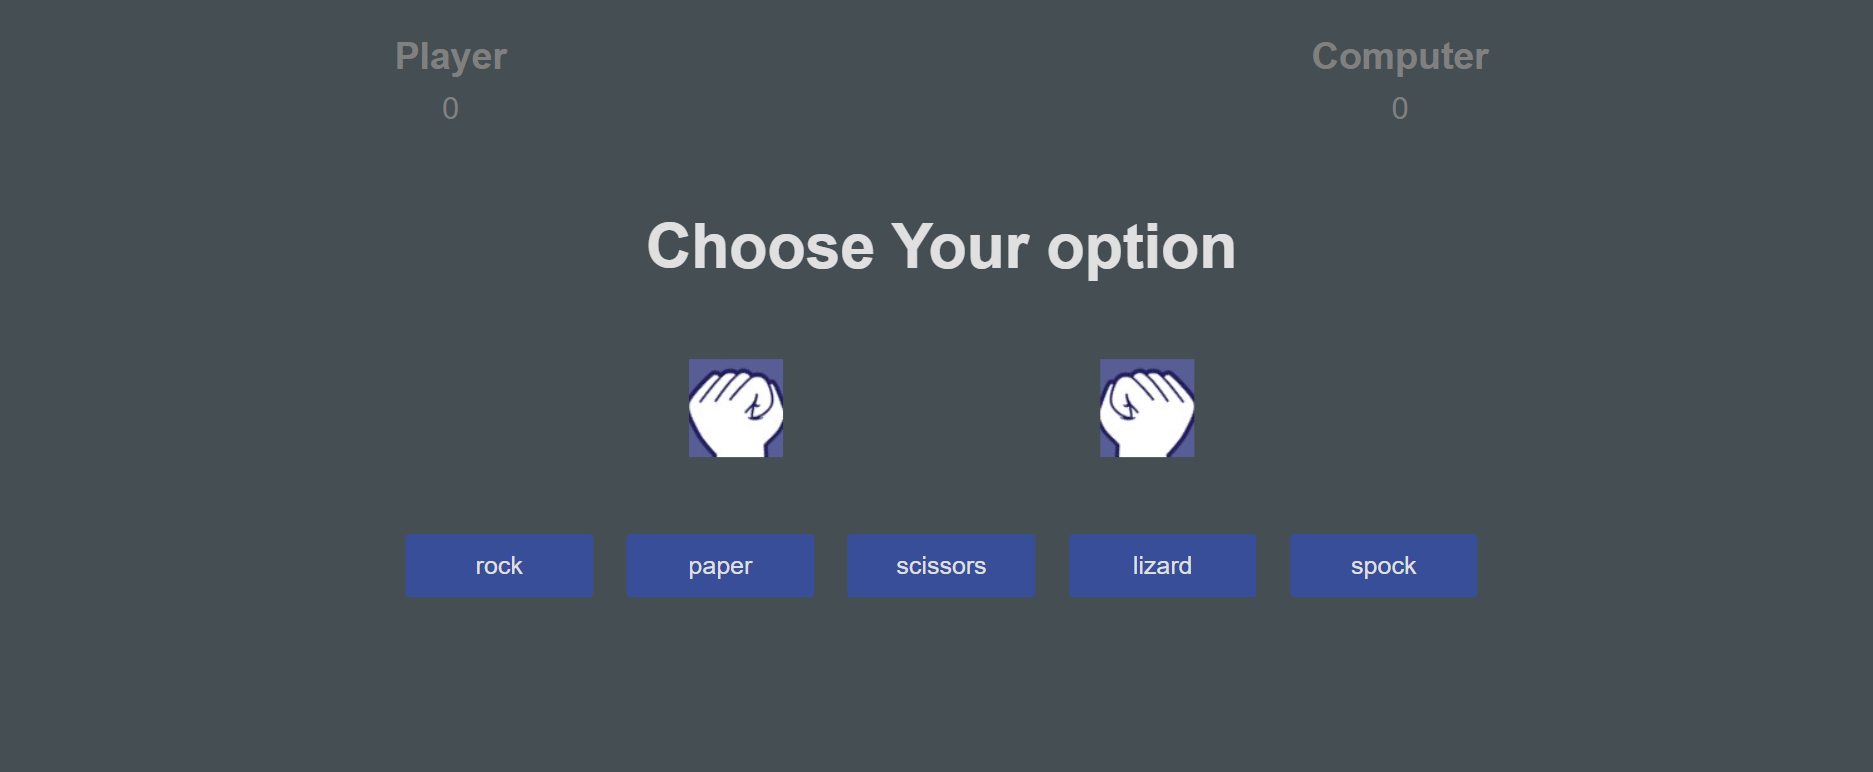 Player
Computer
0
0
Choose Your option
rock
paper
scissors
lizard
spock